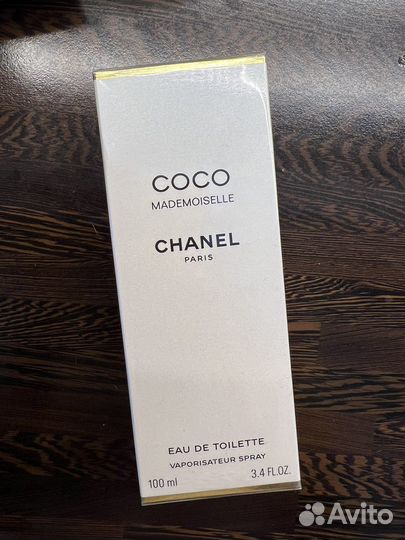 COCO
MADEMOISELLE
CHANEL
PARIS
EAU DE TOILETTE
VAPORISATEUR SPRAY
100 ml 3.4 FL.OZ.
Avito